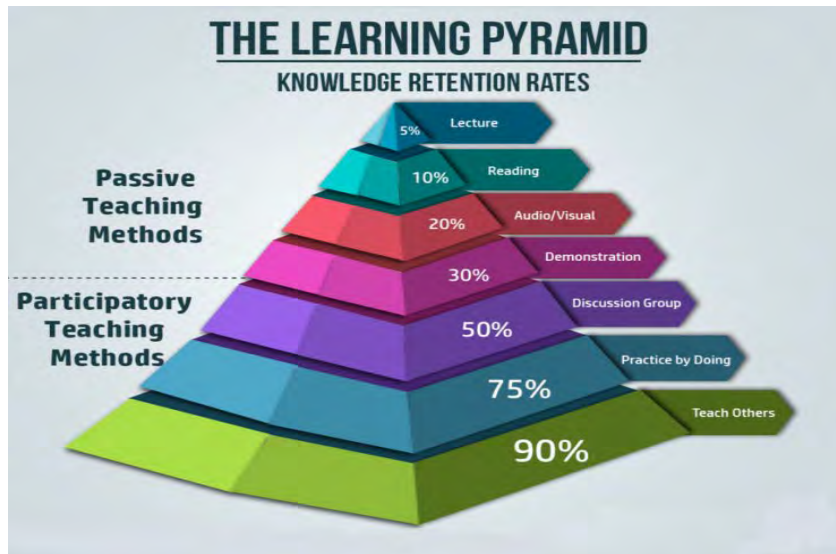 THE LEARNING PYRAMID
KNOWLEDGE RETENTION RATES
5% Lecture
10% Reading
Passive
Teaching
Methods
20% Audio/Visual
30% Demonstration
Participatory
Teaching
Methods
50% Discussion Group
75% Practice by Doing
90% Teach Others